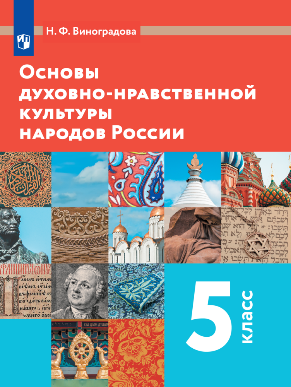 Н. Ф. Виноградова
Основы
духовно-нравственной
культуры
народов России
5
класс